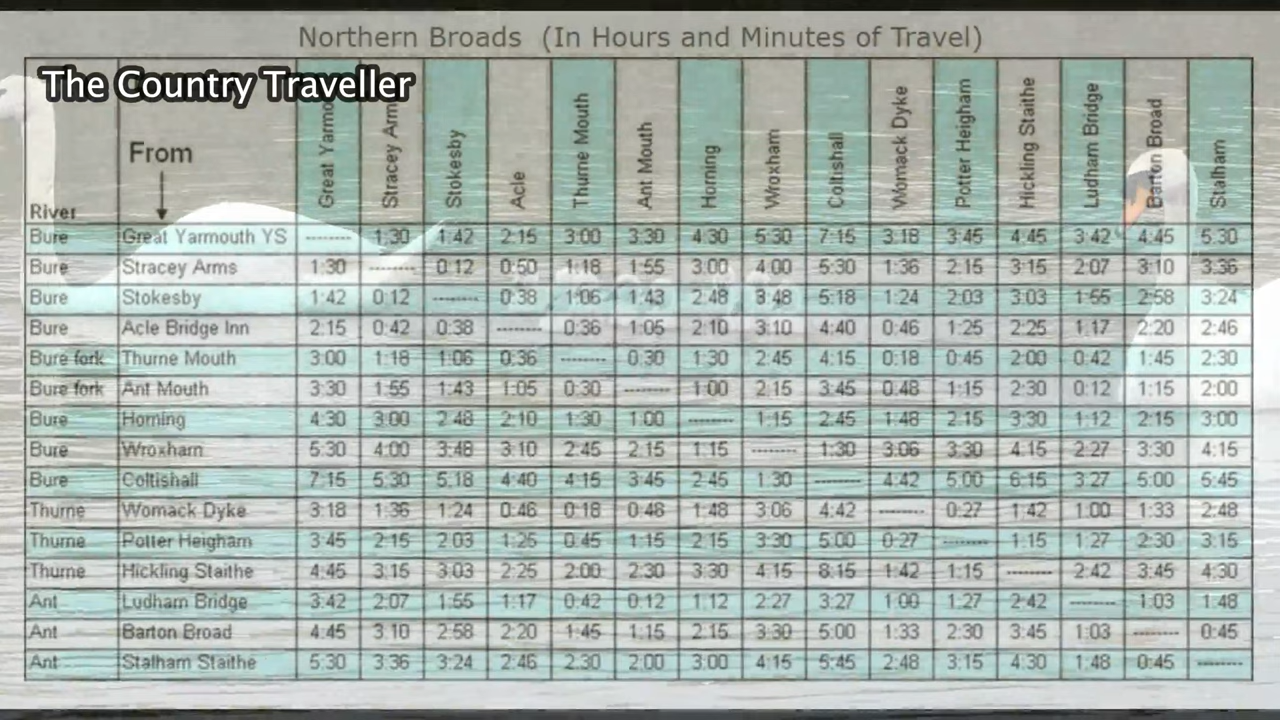 Northern Broads (In Hours and Minutes of Travel)
The Country Traveller
River From Great Yarmo Stracey Arm Stokesby Acle Thurne Mouth Ant Mouth Horning Wroxham Coltishall Womack Dyke Potter Heigham Hickling Staithe Ludham Bridge Barton Broad Stalham
Bure Great Yarmouth YS -------- 1:30 1:42 2:15 3:00 3:30 4:30 5:30 7:15 3:18 3:45 4:45 3:42 4:45 5:30
Bure Stracey Arms 1:30 -------- 0:12 0:50 1:18 1:55 3:00 4:00 5:30 1:36 2:15 3:15 2:07 3:10 3:36
Bure Stokesby 1:42 0:12 -------- 0:38 1:06 1:43 2:48 3:48 5:18 1:24 2:03 3:03 1:55 2:58 3:24
Bure Acle Bridge Inn 2:15 0:42 0:38 -------- 0:36 1:05 2:10 3:10 4:40 0:46 1:25 2:25 1:17 2:20 2:46
Bure fork Thurne Mouth 3:00 1:18 1:06 0:36 -------- 0:30 1:30 2:45 4:15 0:18 0:45 2:00 0:42 1:45 2:30
Bure fork Ant Mouth 3:30 1:55 1:43 1:05 0:30 -------- 1:00 2:15 3:45 0:48 1:15 2:30 0:12 1:15 2:00
Bure Horning 4:30 3:00 2:48 2:10 1:30 1:00 -------- 1:15 2:45 1:48 2:15 3:30 1:12 2:15 3:00
Bure Wroxham 5:30 4:00 3:48 3:10 2:45 2:15 1:15 -------- 1:30 3:06 3:30 4:15 2:27 3:30 4:15
Bure Coltishall 7:15 5:30 5:18 4:40 4:15 3:45 2:45 1:30 -------- 4:42 5:00 6:15 3:27 5:00 5:45
Thurne Womack Dyke 3:18 1:36 1:24 0:46 0:18 0:48 1:48 3:06 4:42 -------- 0:27 1:42 1:00 1:33 2:48
Thurne Potter Heigham 3:45 2:15 2:03 1:25 0:45 1:15 2:15 3:30 5:00 0:27 -------- 1:15 1:27 2:30 3:15
Thurne Hickling Staithe 4:45 3:15 3:03 2:25 2:00 2:30 3:30 4:15 8:15 1:42 1:15 -------- 2:42 3:45 4:30
Ant Ludham Bridge 3:42 2:07 1:55 1:17 0:42 0:12 1:12 2:27 3:27 1:00 1:27 2:42 -------- 1:03 1:48
Ant Barton Broad 4:45 3:10 2:58 2:20 1:45 1:15 2:15 3:30 5:00 1:33 2:30 3:45 1:03 -------- 0:45
Ant Stalham Staithe 5:30 3:36 3:24 2:46 2:30 2:00 3:00 4:15 5:45 2:48 3:15 4:30 1:48 0:45 --------